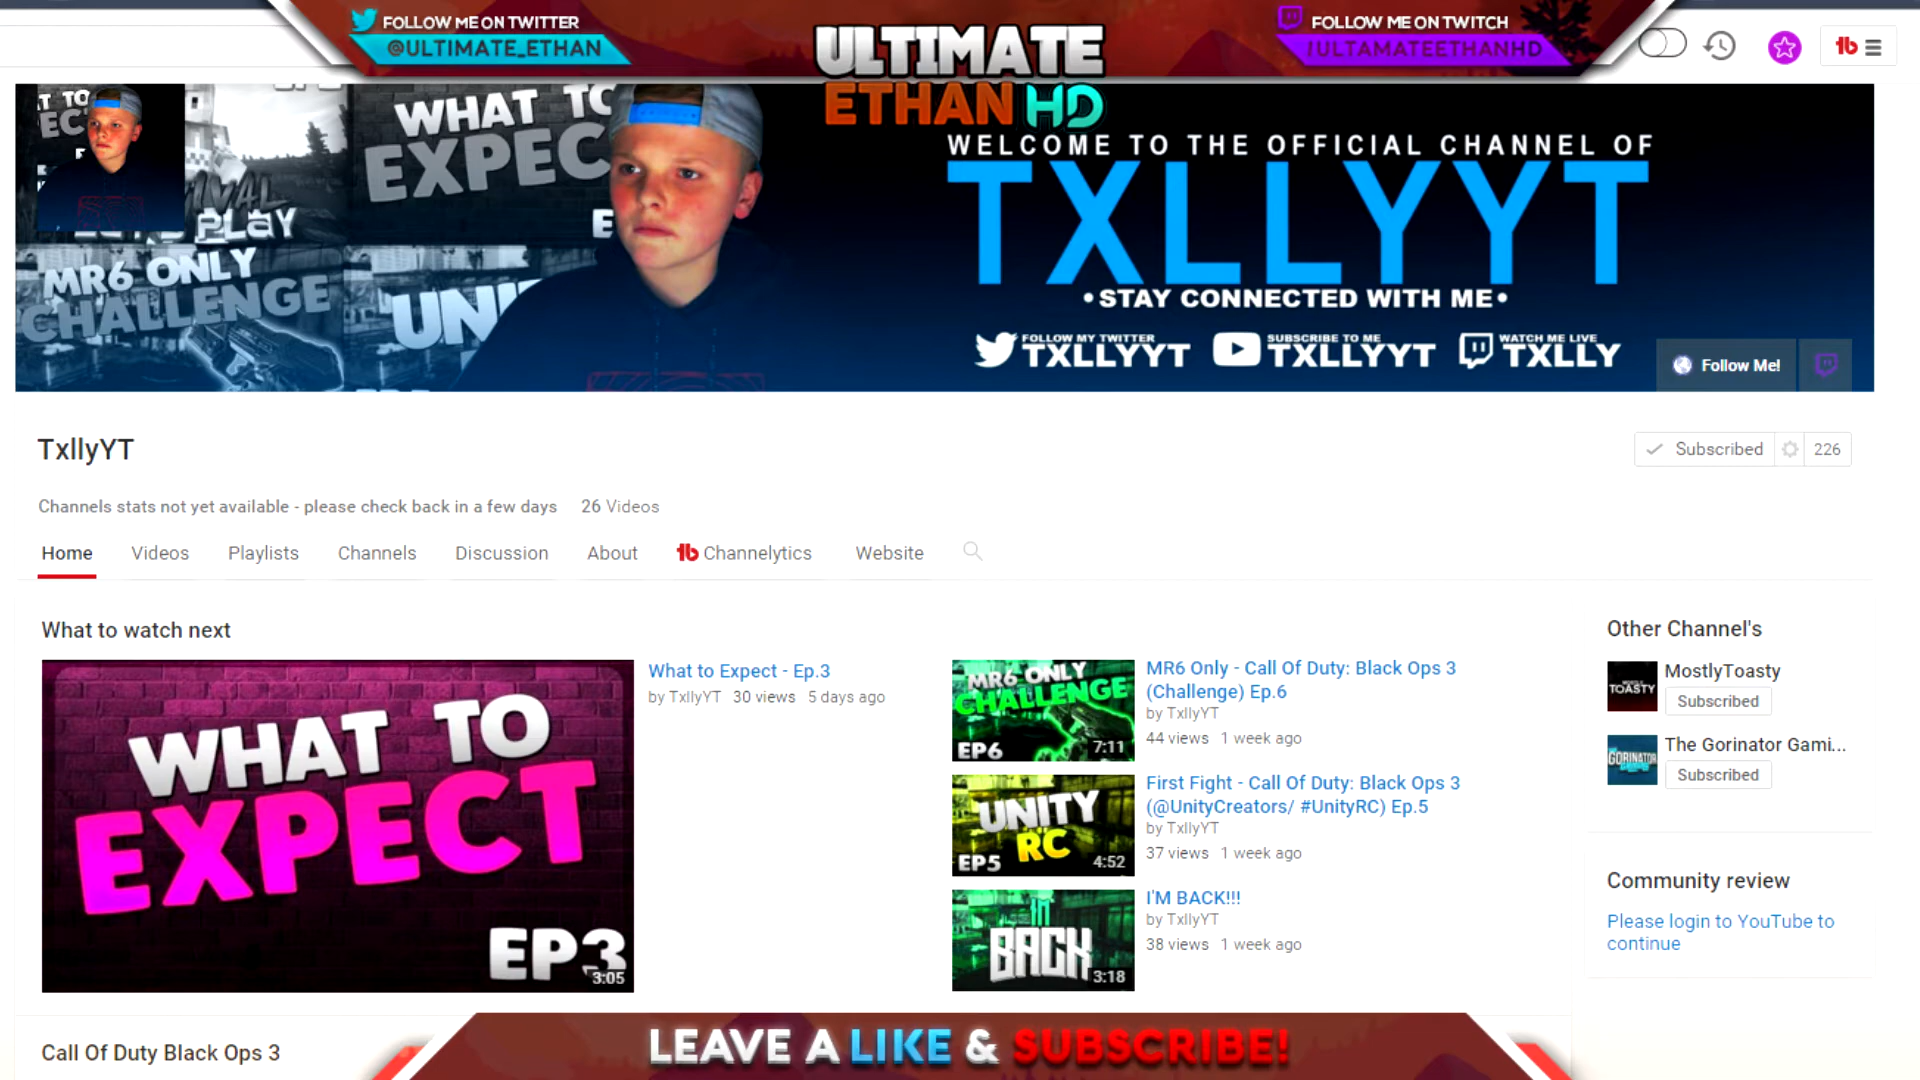 FOLLOW ME ON TWITTER
@ULTIMATE_ETHAN
ULTIMATE
ETHAN HD
FOLLOW ME ON TWITCH
/ULTAMATEETHANHD
WHAT TO
EXPEC
E
PLAY
MR6 ONLY
CHALLENGE
UNI
WELCOME TO THE OFFICIAL CHANNEL OF
TXLLYYT
•STAY CONNECTED WITH ME•
FOLLOW MY TWITTER
TXLLYYT
SUBSCRIBE TO ME
TXLLYYT
WATCH ME LIVE
TXLLY
Follow Me!
TxllyYT
Subscribed
226
Channels stats not yet available - please check back in a few days 26 Videos
Home Videos Playlists Channels Discussion About Channelytics Website
What to watch next
WHAT TO
EXPECT
EP3
3:05
What to Expect - Ep.3
by TxllyYT 30 views 5 days ago
MR6 ONLY
CHALLENGE
EP6
7:11
MR6 Only - Call Of Duty: Black Ops 3
(Challenge) Ep.6
by TxllyYT
44 views 1 week ago
UNITY
RC
EP5
4:52
First Fight - Call Of Duty: Black Ops 3
(@UnityCreators/ #UnityRC) Ep.5
by TxllyYT
37 views 1 week ago
BACK
3:18
I'M BACK!!!
by TxllyYT
38 views 1 week ago
Other Channel's
TOASTY
MostlyToasty
Subscribed
GORINATOR
The Gorinator Gami...
Subscribed
Community review
Please login to YouTube to
continue
Call Of Duty Black Ops 3
LEAVE A LIKE & SUBSCRIBE!